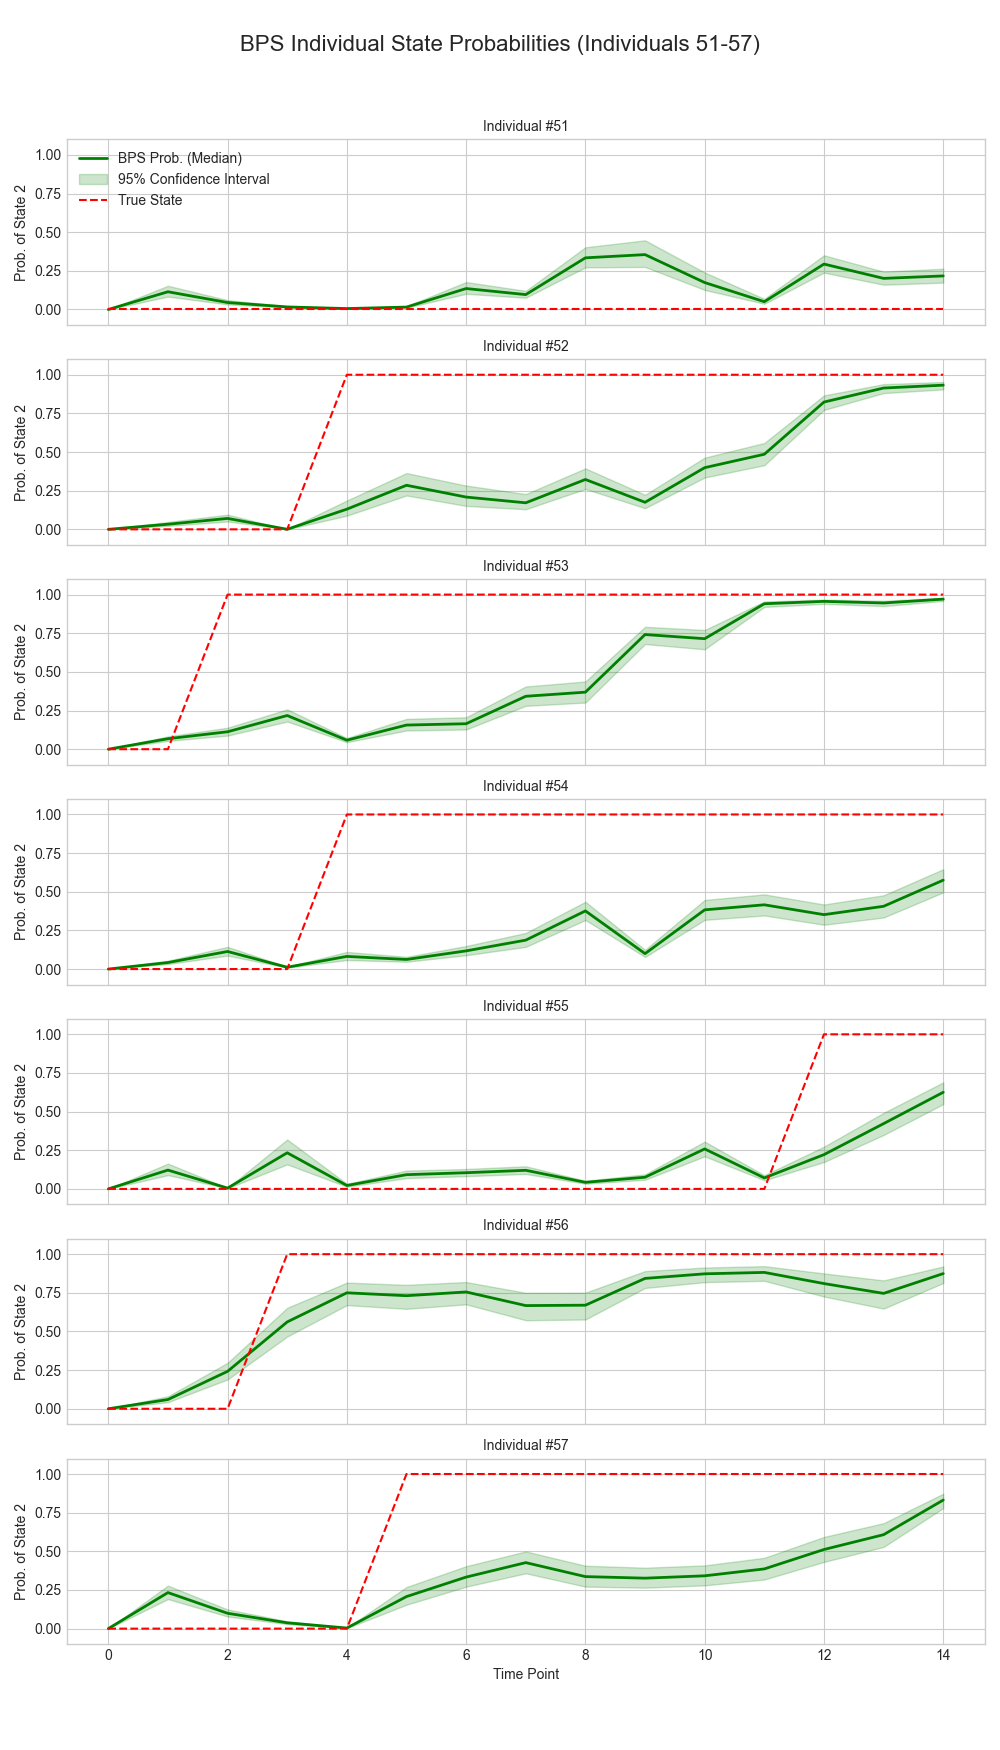 BPS Individual State Probabilities (Individuals 51-57)
Individual #51
BPS Prob. (Median)
95% Confidence Interval
True State
Prob. of State 2
1.00
0.75
0.50
0.25
0.00
Individual #52
Prob. of State 2
1.00
0.75
0.50
0.25
0.00
Individual #53
Prob. of State 2
1.00
0.75
0.50
0.25
0.00
Individual #54
Prob. of State 2
1.00
0.75
0.50
0.25
0.00
Individual #55
Prob. of State 2
1.00
0.75
0.50
0.25
0.00
Individual #56
Prob. of State 2
1.00
0.75
0.50
0.25
0.00
Individual #57
Prob. of State 2
1.00
0.75
0.50
0.25
0.00
0 2 4 6 8 10 12 14
Time Point